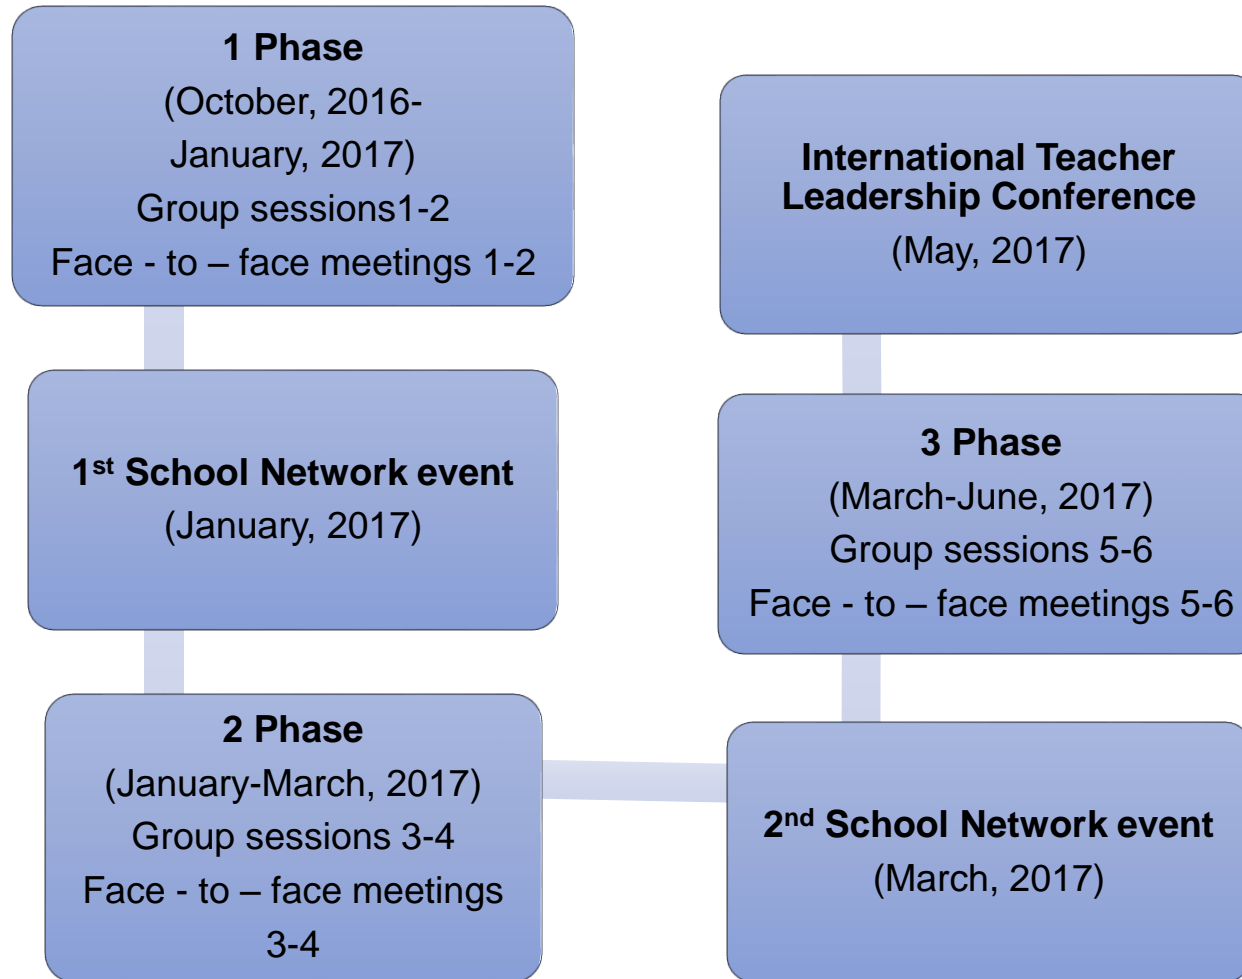 1 Phase
(October, 2016-
January, 2017)
Group sessions1-2
Face - to – face meetings 1-2
1st School Network event
(January, 2017)
2 Phase
(January-March, 2017)
Group sessions 3-4
Face - to – face meetings
3-4
2nd School Network event
(March, 2017)
3 Phase
(March-June, 2017)
Group sessions 5-6
Face - to – face meetings 5-6
International Teacher
Leadership Conference
(May, 2017)